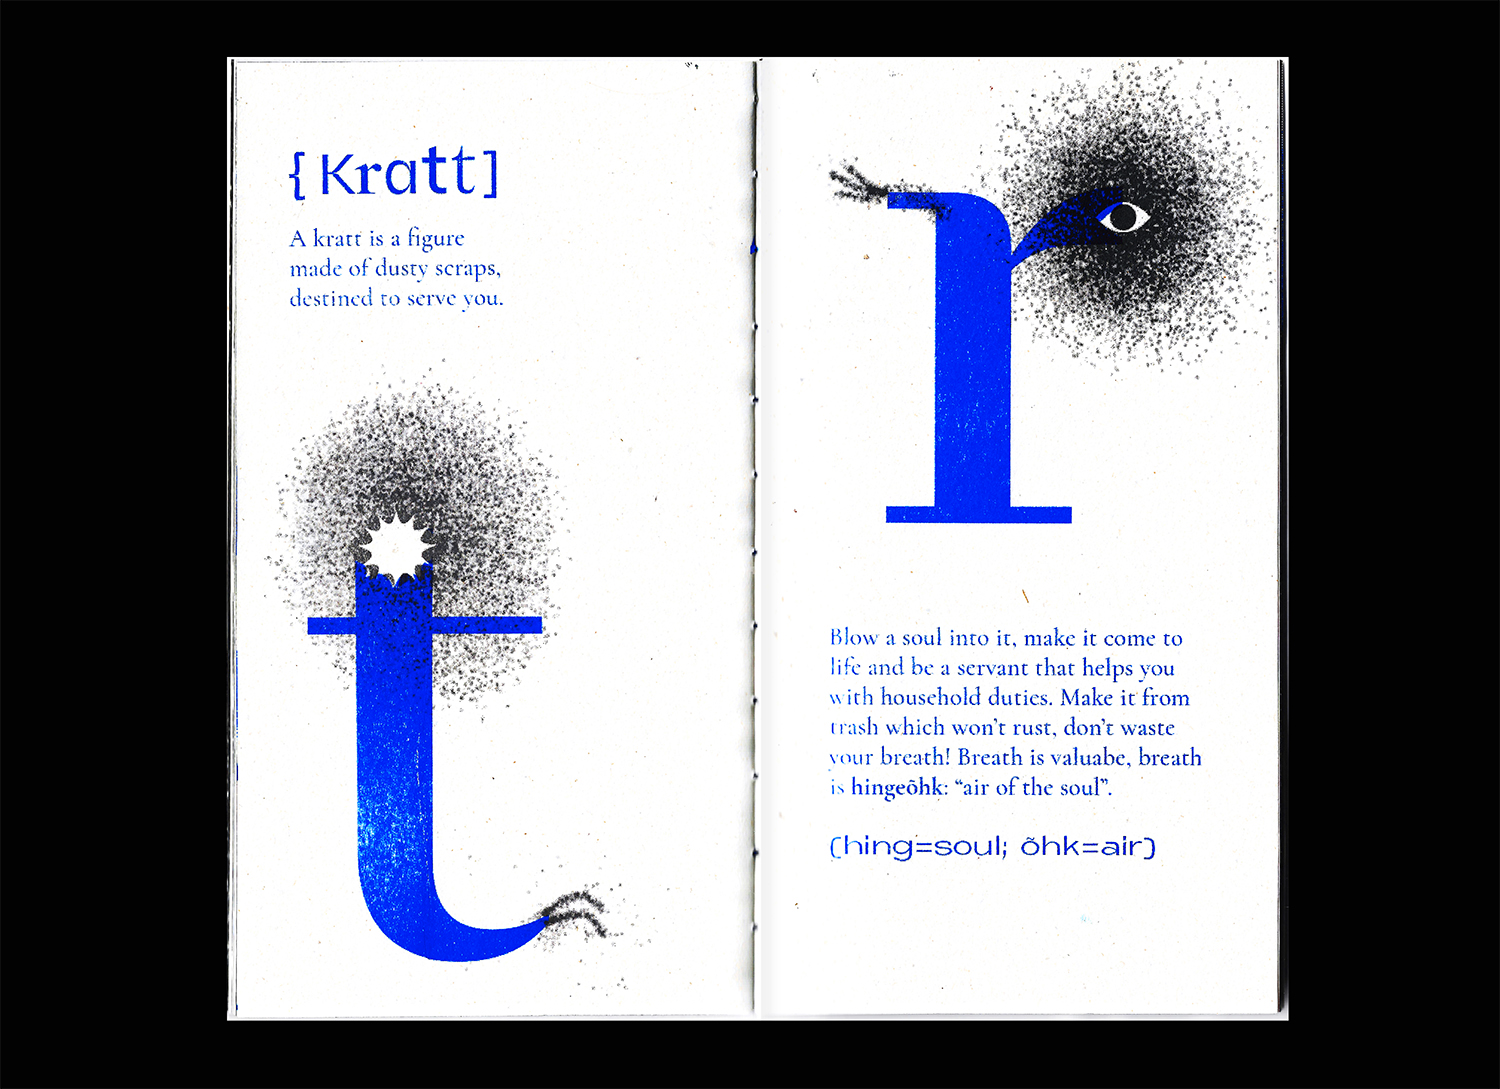 {Kratt]
A kratt is a figure
made of dusty scraps,
destined to serve you.
t
r
Blow a soul into it, make it come to
life and be a servant that helps you
with household duties. Make it from
trash which won't rust, don't waste
your breath! Breath is valuabe, breath
is hingeõhk: “air of the soul”.
(hing=soul; õhk=air)